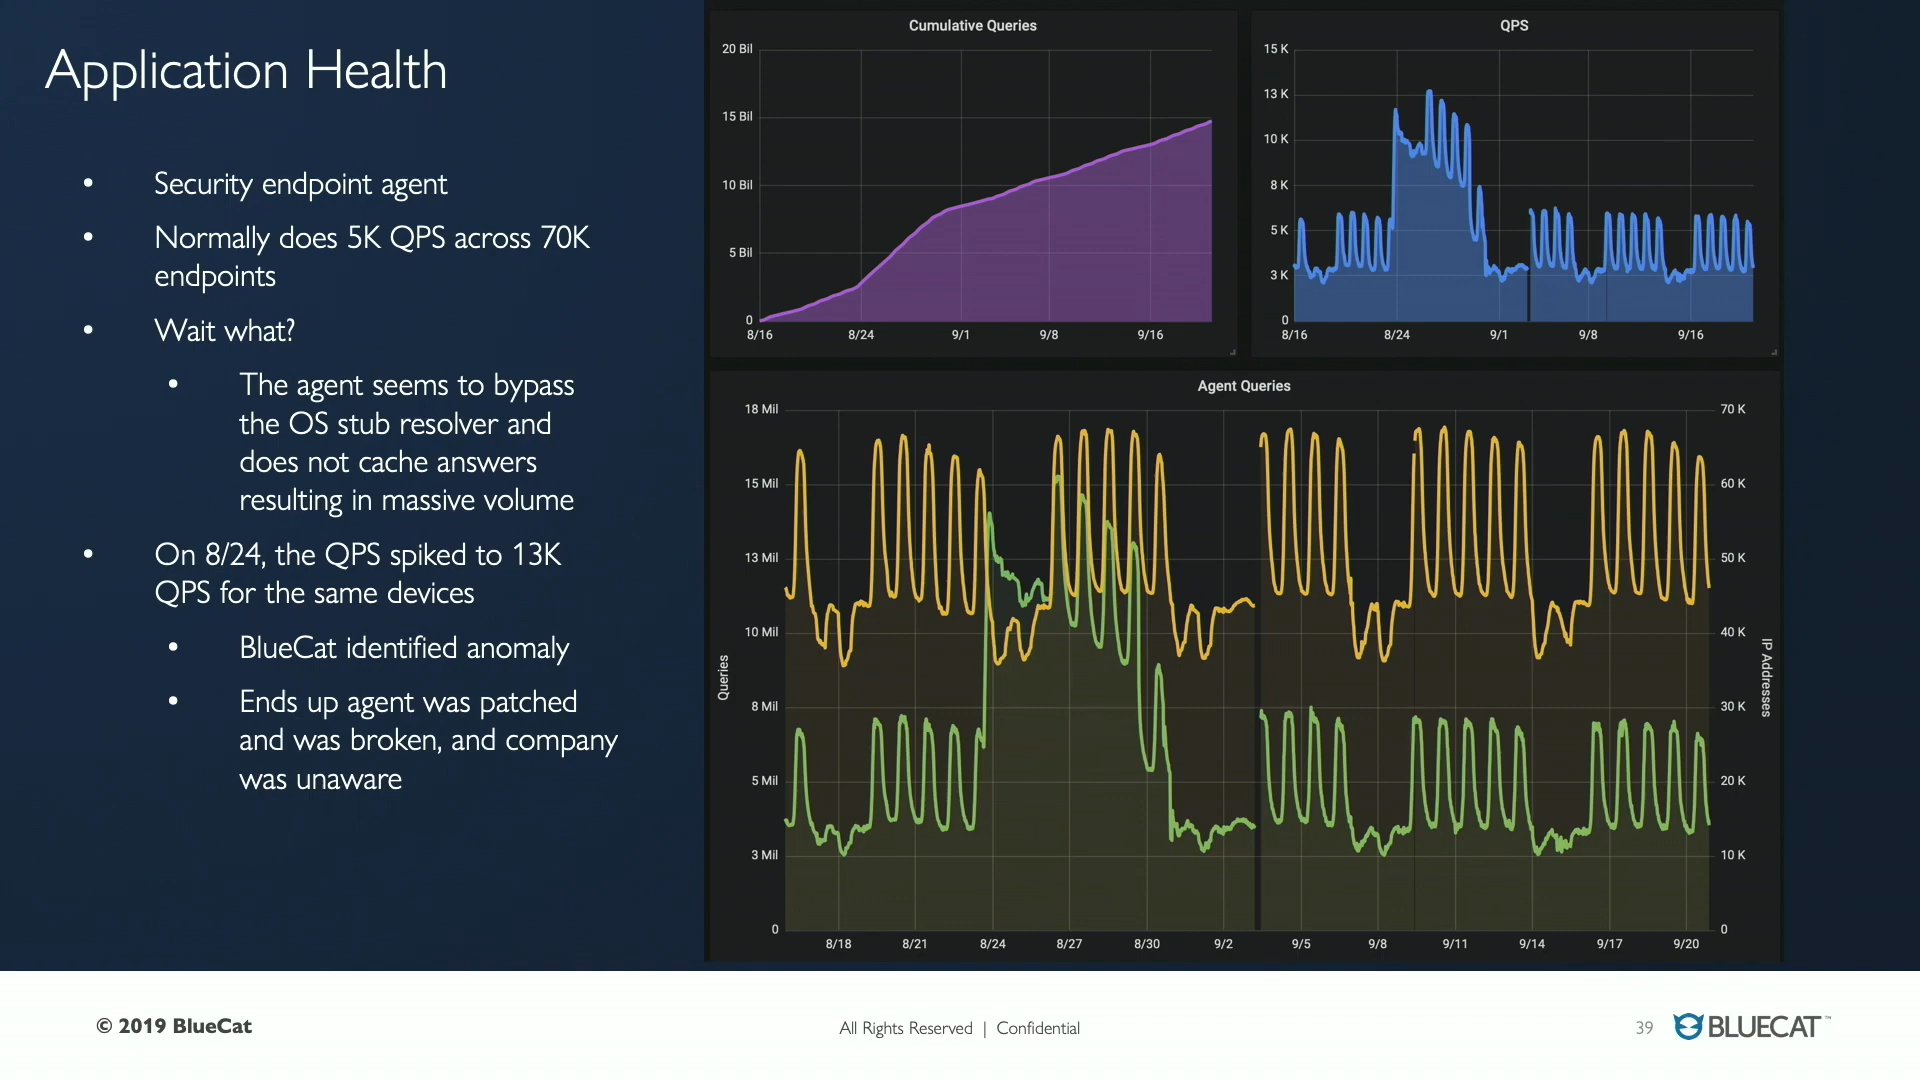 Application Health
• Security endpoint agent
• Normally does 5K QPS across 70K
endpoints
• Wait what?
• The agent seems to bypass
the OS stub resolver and
does not cache answers
resulting in massive volume
• On 8/24, the QPS spiked to 13K
QPS for the same devices
• BlueCat identified anomaly
• Ends up agent was patched
and was broken, and company
was unaware
Cumulative Queries
20 Bil
15 Bil
10 Bil
5 Bil
0
8/16 8/24 9/1 9/8 9/16
QPS
15 K
13 K
10 K
8 K
5 K
3 K
0
8/16 8/24 9/1 9/8 9/16
Agent Queries
18 Mil 70 K
15 Mil 60 K
13 Mil 50 K
10 Mil 40 K
Queries
IP Addresses
8 Mil 30 K
5 Mil 20 K
3 Mil 10 K
0 0
8/18 8/21 8/24 8/27 8/30 9/2 9/5 9/8 9/11 9/14 9/17 9/20
© 2019 BlueCat
All Rights Reserved | Confidential
39
BLUECAT™